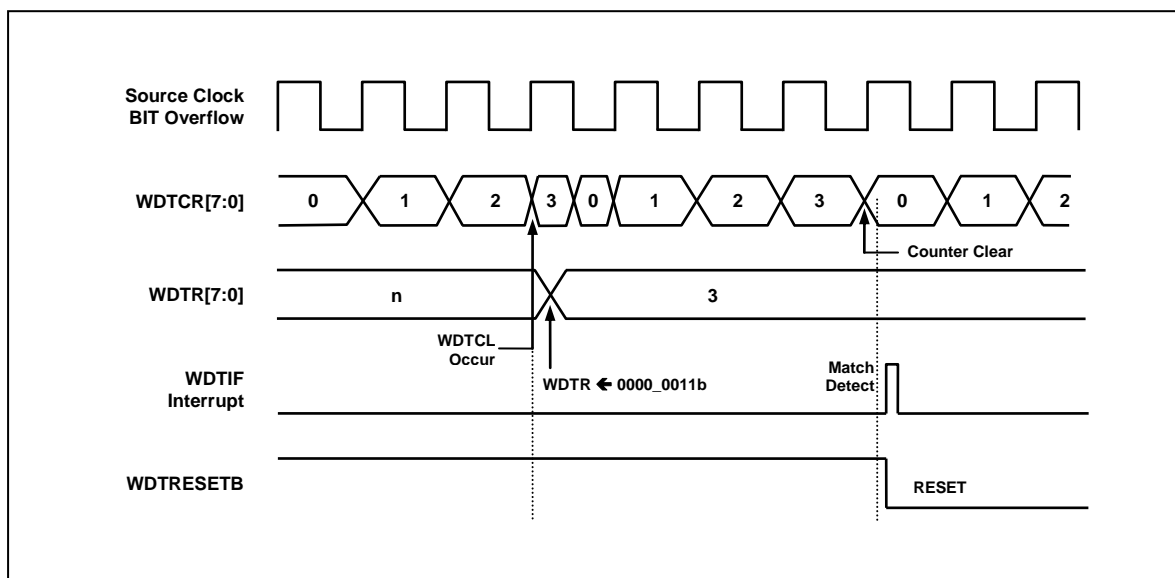 Source Clock
BIT Overflow
WDTCR[7:0]
0 1 2 3 0 1 2 3 0 1 2
Counter Clear
WDTR[7:0]
n 3
WDTCL
Occur
WDTR 🡸 0000_0011b
WDTIF
Interrupt
Match
Detect
WDTRESETB
RESET